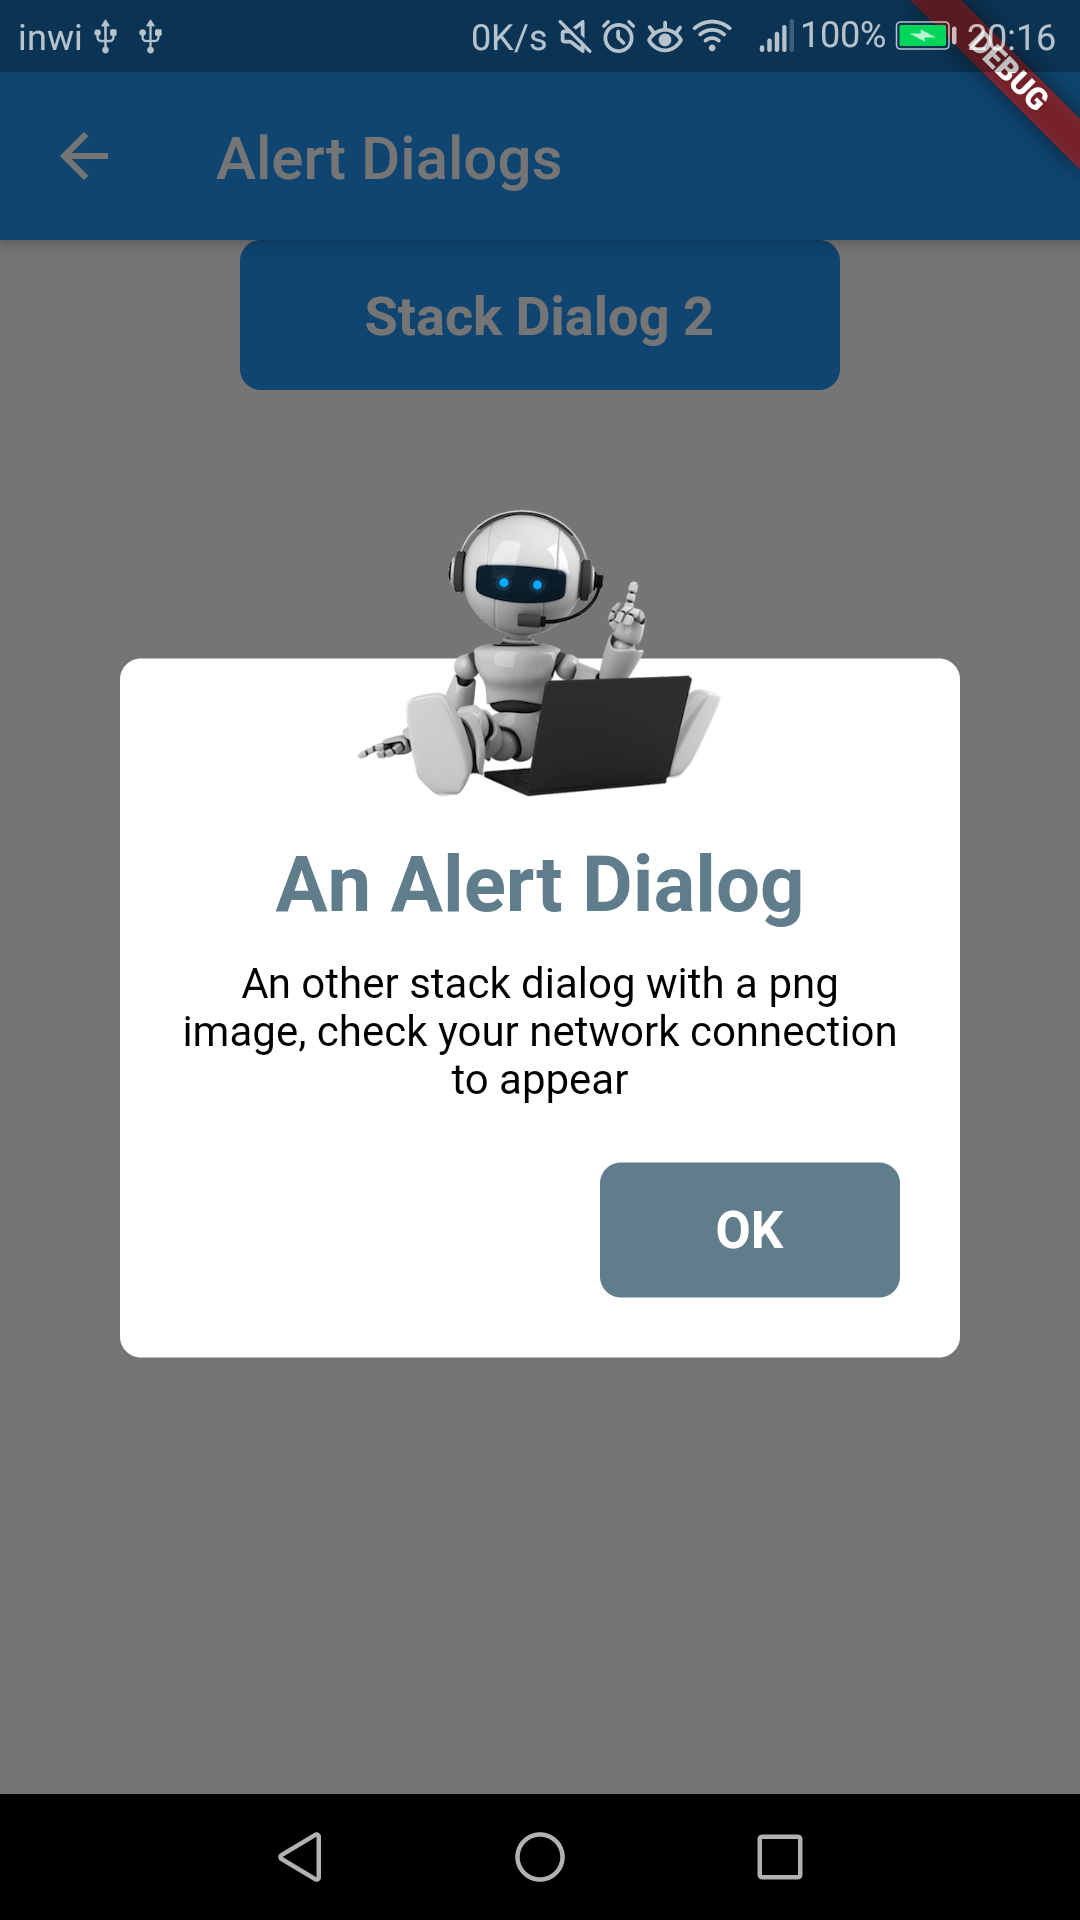 inwi 0K/s 100% 20:16
DEBUG
Alert Dialogs
Stack Dialog 2
An Alert Dialog
An other stack dialog with a png
image, check your network connection
to appear
OK